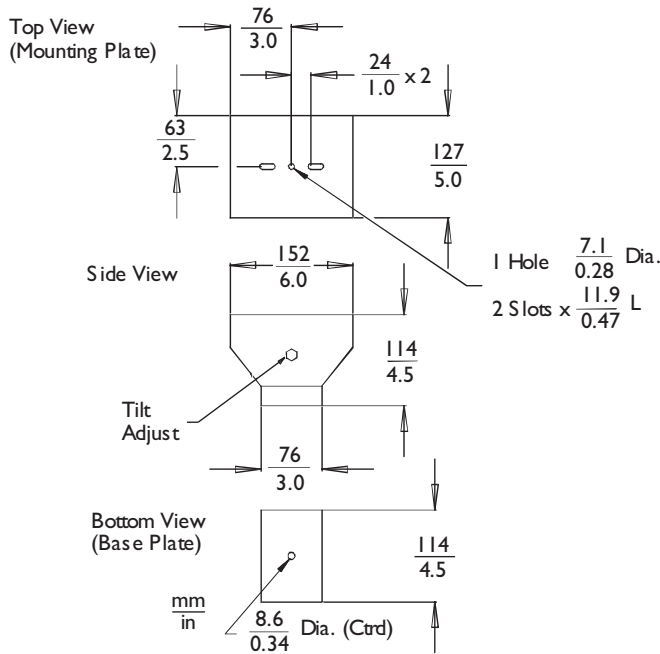 Top View
(Mounting Plate)
76
3.0
24
1.0 x 2
63
2.5
127
5.0
1 Hole 7.1
0.28 Dia.
2 Slots x 11.9
0.47 L
Side View
152
6.0
114
4.5
Tilt
Adjust
76
3.0
Bottom View
(Base Plate)
114
4.5
mm
in
8.6
0.34 Dia. (Ctrd)